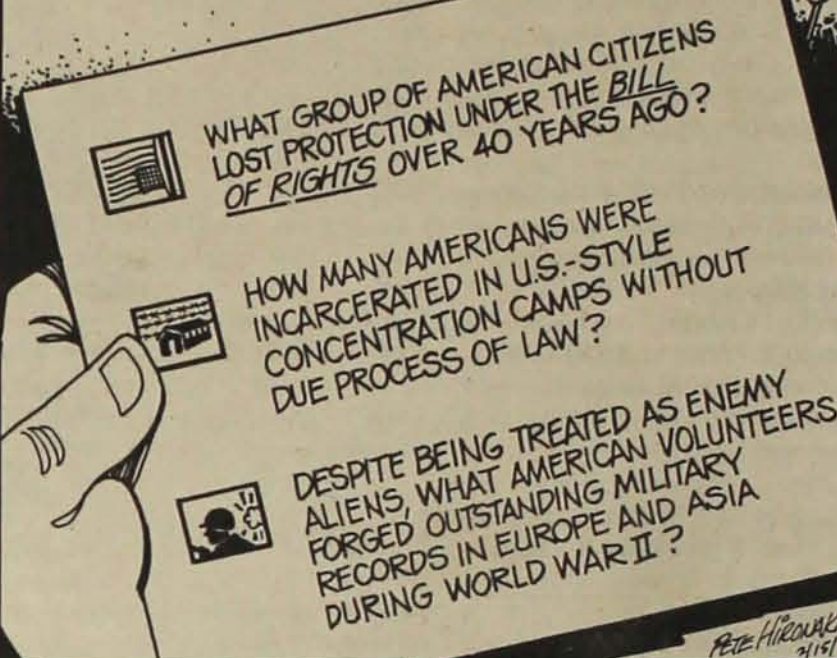 WHAT GROUP OF AMERICAN CITIZENS
LOST PROTECTION UNDER THE BILL
OF RIGHTS OVER 40 YEARS AGO?
HOW MANY AMERICANS WERE
INCARCERATED IN U.S.-STYLE
CONCENTRATION CAMPS WITHOUT
DUE PROCESS OF LAW?
DESPITE BEING TREATED AS ENEMY
ALIENS, WHAT AMERICAN VOLUNTEERS
FORGED OUTSTANDING MILITARY
RECORDS IN EUROPE AND ASIA
DURING WORLD WAR II?
PETE